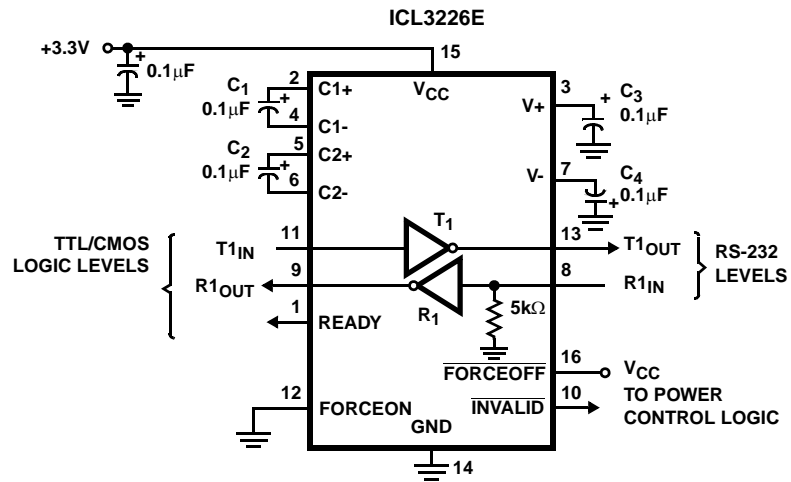 ICL3226E
+3.3V
+
0.1μF
15
VCC
C1
0.1μF
+
2
C1+
4
C1-
C2
0.1μF
+
5
C2+
6
C2-
3
V+
+
C3
0.1μF
7
V-
C4
0.1μF
+
TTL/CMOS
LOGIC LEVELS
T1IN
11
T1
13
T1OUT
R1OUT
9
R1
8
R1IN
RS-232
LEVELS
5kΩ
1
READY
FORCEOFF
16
VCC
12
FORCEON
INVALID
10
TO POWER
CONTROL LOGIC
GND
14